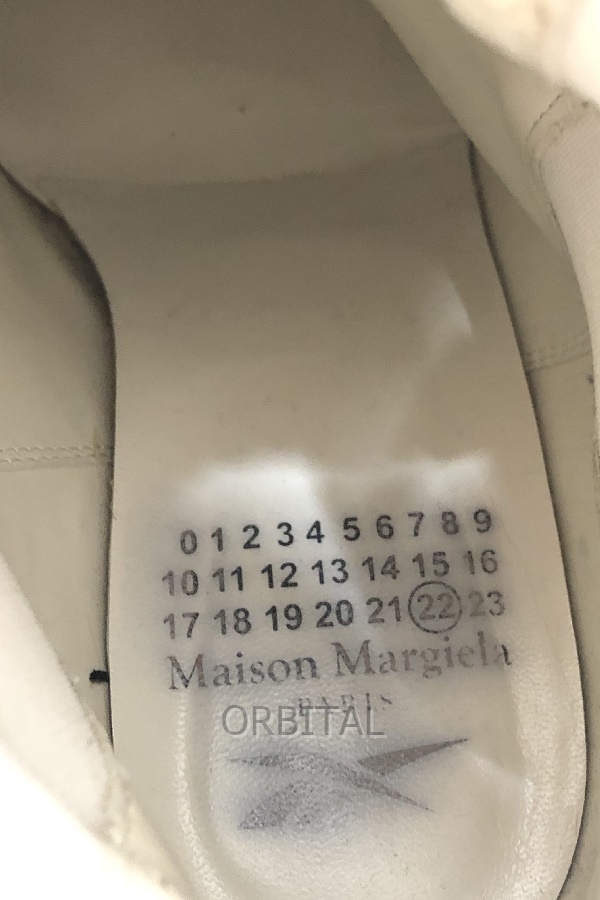 0 1 2 3 4 5 6 7 8 9
10 11 12 13 14 15 16
17 18 19 20 21 22 23
Maison Margiela
PARIS
ORBITAL